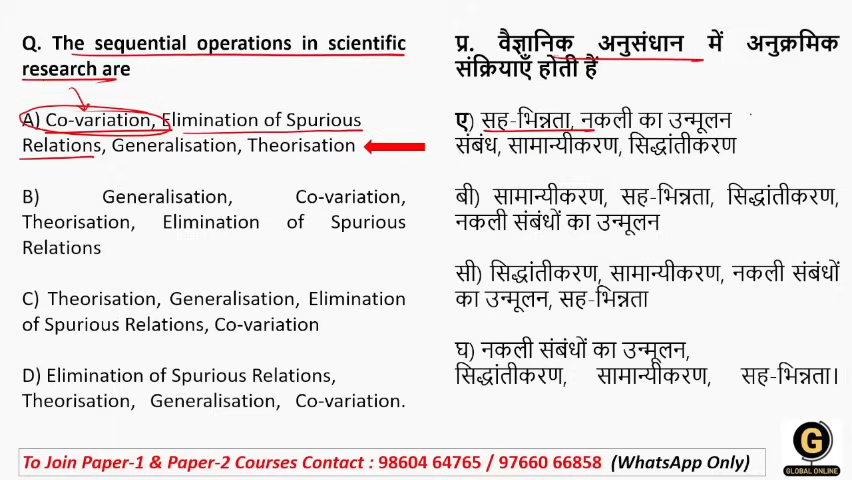 Q. The sequential operations in scientific
research are
A) Co-variation, Elimination of Spurious
Relations, Generalisation, Theorisation
B) Generalisation, Co-variation,
Theorisation, Elimination of Spurious
Relations
C) Theorisation, Generalisation, Elimination
of Spurious Relations, Co-variation
D) Elimination of Spurious Relations,
Theorisation, Generalisation, Co-variation.
प्र. वैज्ञानिक अनुसंधान में अनुक्रमिक
संक्रियाएँ होती हैं
ए) सह-भिन्नता, नकली का उन्मूलन
संबंध, सामान्यीकरण, सिद्धांतीकरण
बी) सामान्यीकरण, सह-भिन्नता, सिद्धांतीकरण,
नकली संबंधों का उन्मूलन
सी) सिद्धांतीकरण, सामान्यीकरण, नकली संबंधों
का उन्मूलन, सह-भिन्नता
घ) नकली संबंधों का उन्मूलन,
सिद्धांतीकरण, सामान्यीकरण, सह-भिन्नता।
G
GLOBAL ONLINE
To Join Paper-1 & Paper-2 Courses Contact : 98604 64765 / 97660 66858 (WhatsApp Only)